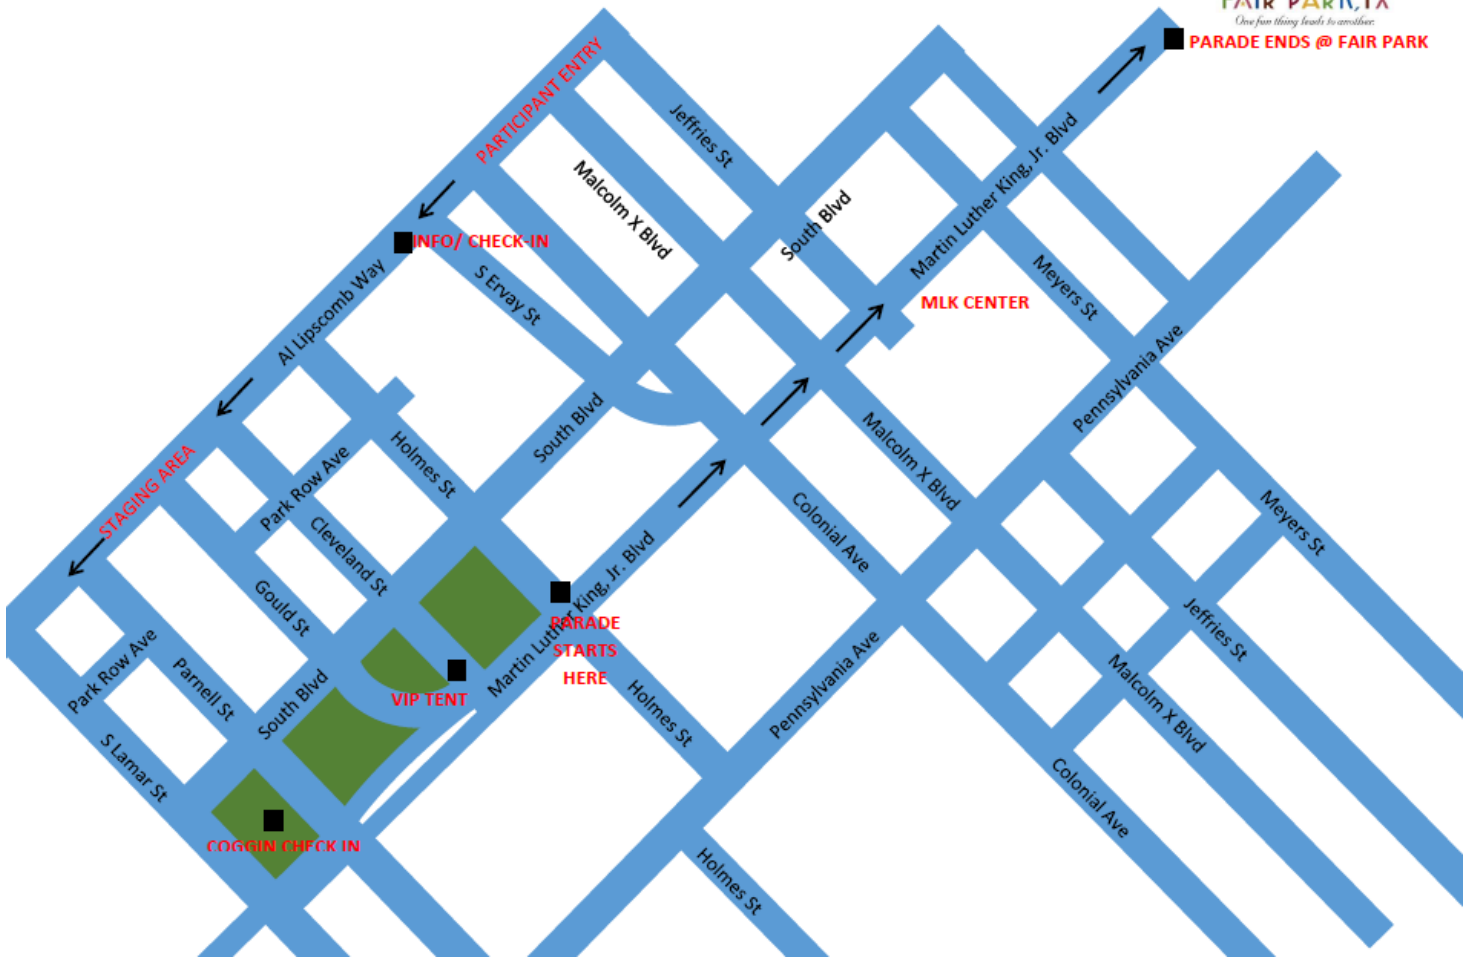 FAIR PARK, TX
One fun thing leads to another.
PARADE ENDS @ FAIR PARK
PARTICIPANT ENTRY
Jeffries St
Malcolm X Blvd
South Blvd
Martin Luther King, Jr. Blvd
INFO/ CHECK-IN
S Ervay St
Al Lipscomb Way
MLK CENTER
Meyers St
Pennsylvania Ave
South Blvd
Holmes St
Park Row Ave
STAGING AREA
Cleveland St
Gould St
Malcolm X Blvd
Colonial Ave
Meyers St
Martin Luther King, Jr. Blvd
PARADE
STARTS
HERE
VIP TENT
Park Row Ave
Parnell St
South Blvd
S Lamar St
Holmes St
Pennsylvania Ave
Jeffries St
Malcolm X Blvd
Colonial Ave
COGGIN CHECK IN
Holmes St